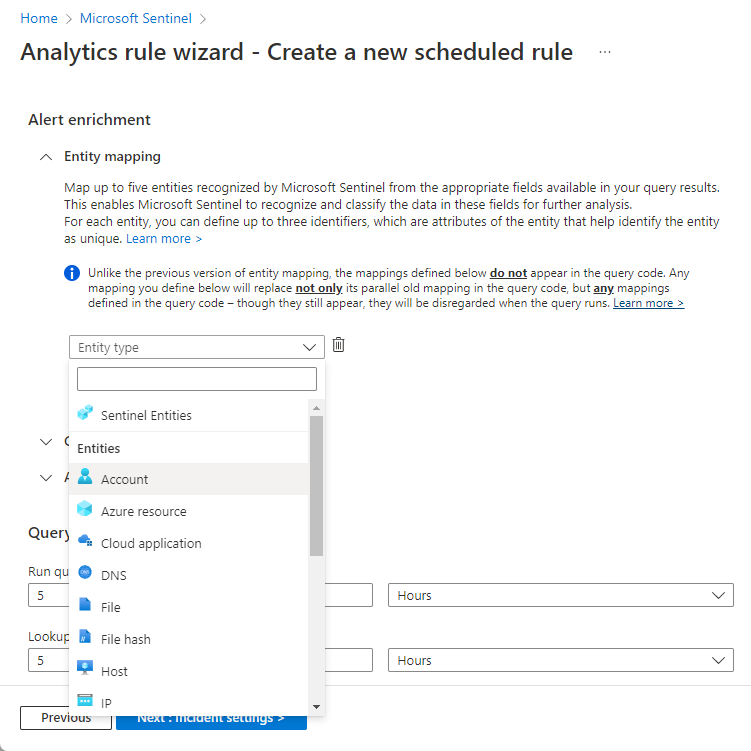 Home > Microsoft Sentinel >
Analytics rule wizard - Create a new scheduled rule ...
Alert enrichment
Entity mapping
Map up to five entities recognized by Microsoft Sentinel from the appropriate fields available in your query results.
This enables Microsoft Sentinel to recognize and classify the data in these fields for further analysis.
For each entity, you can define up to three identifiers, which are attributes of the entity that help identify the entity
as unique. Learn more >
Unlike the previous version of entity mapping, the mappings defined below do not appear in the query code. Any
mapping you define below will replace not only its parallel old mapping in the query code, but any mappings
defined in the query code – though they still appear, they will be disregarded when the query runs. Learn more >
Entity type
Sentinel Entities
Entities
Account
Azure resource
Cloud application
DNS
File
File hash
Host
IP
Query
Run qu
5
Hours
Lookup
5
Hours
Previous
Next : Incident settings >